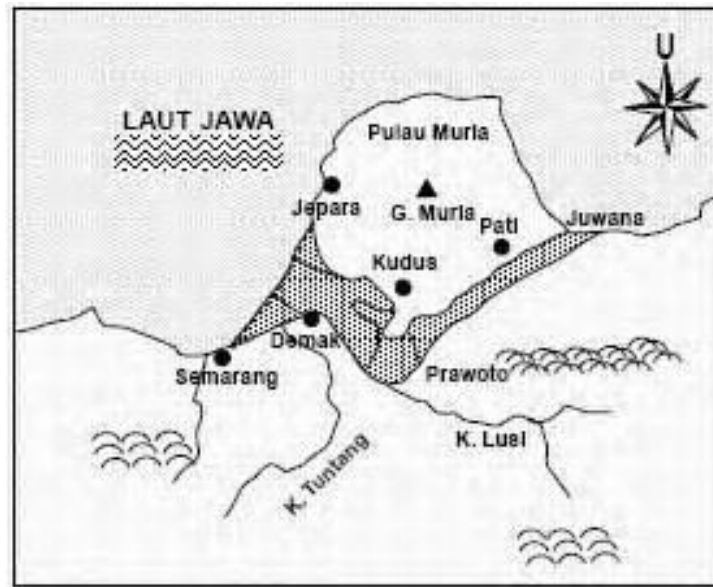 U
LAUT JAWA
Pulau Muria
Jepara
G. Muria
Pati
Juwana
Kudus
Demak
Semarang
Prawoto
K. Lusi
K. Tuntang